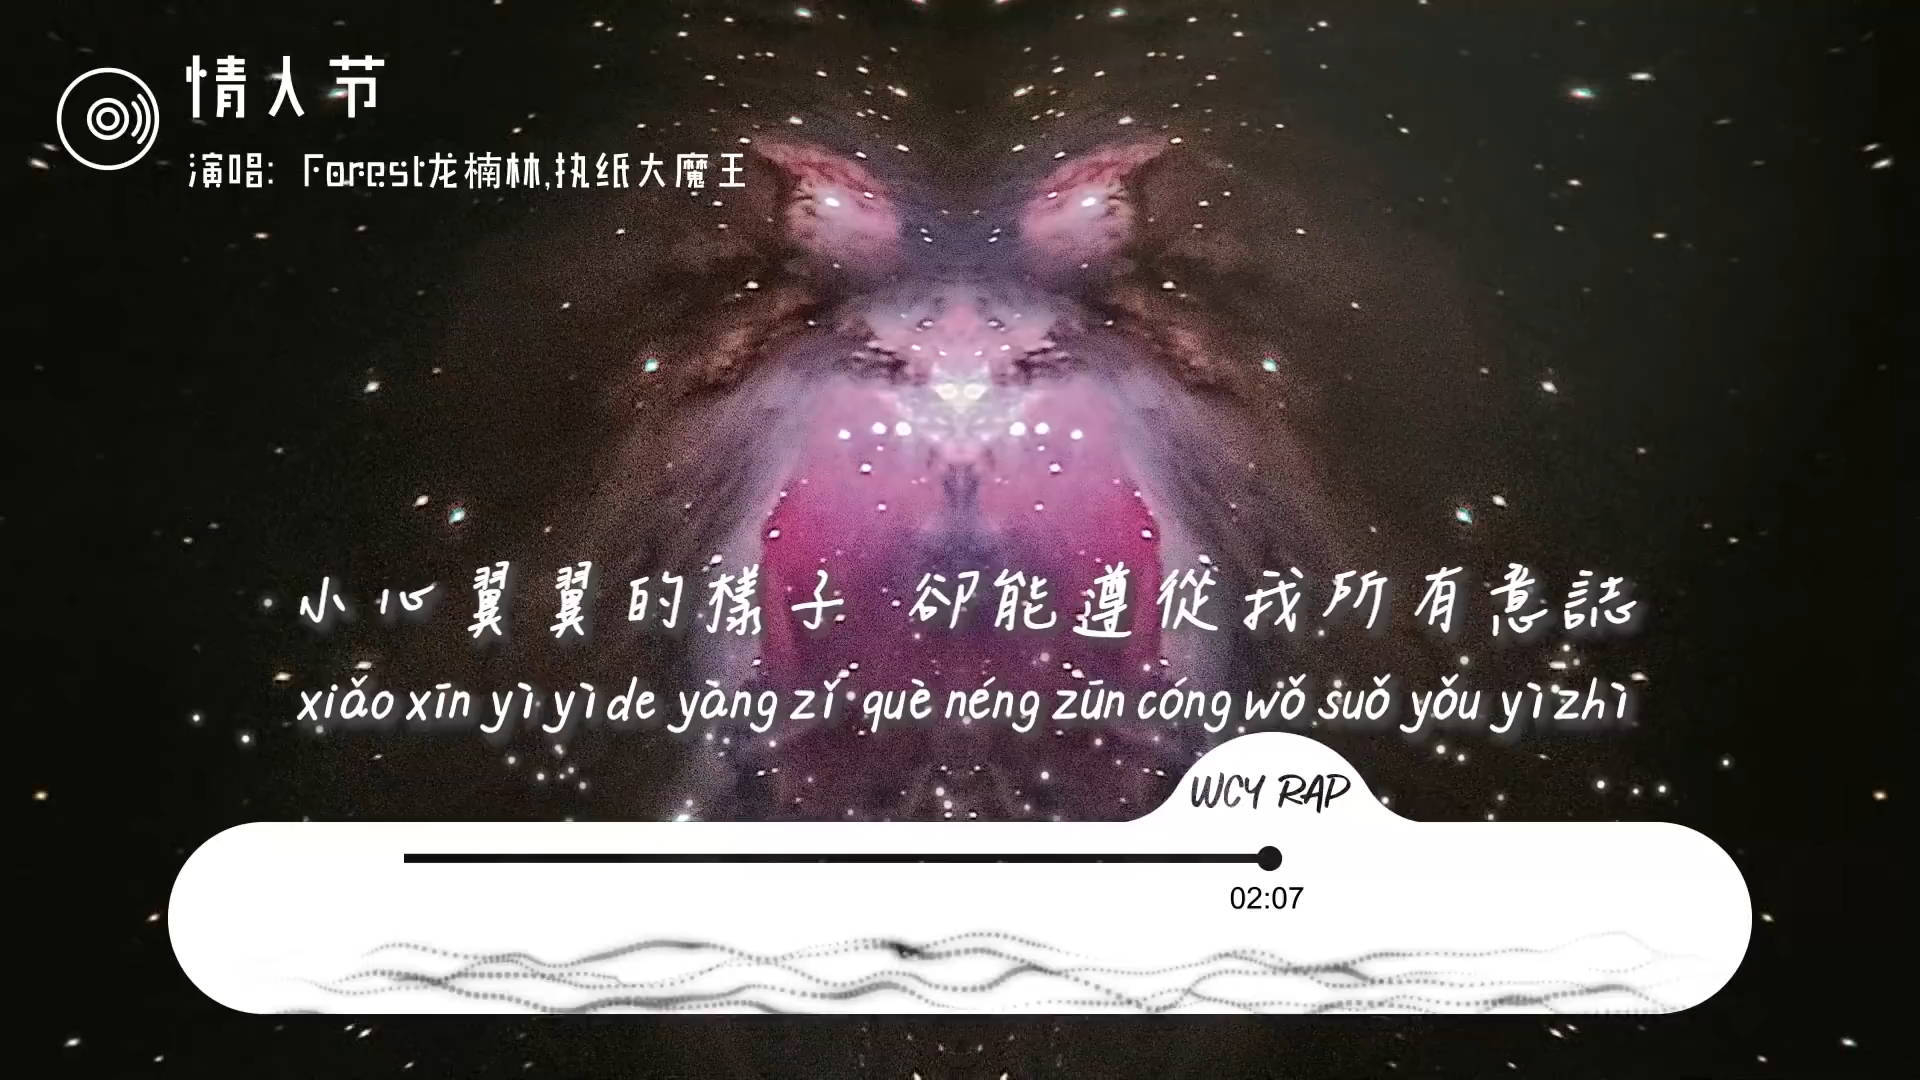 情人节
演唱: Forest龙楠林,执纸大魔王
小心翼翼的樣子 卻能遵從我所有意誌
xiǎo xīn yì yì de yàng zǐ què néng zūn cóng wǒ suǒ yǒu yì zhì
WCY RAP
02:07